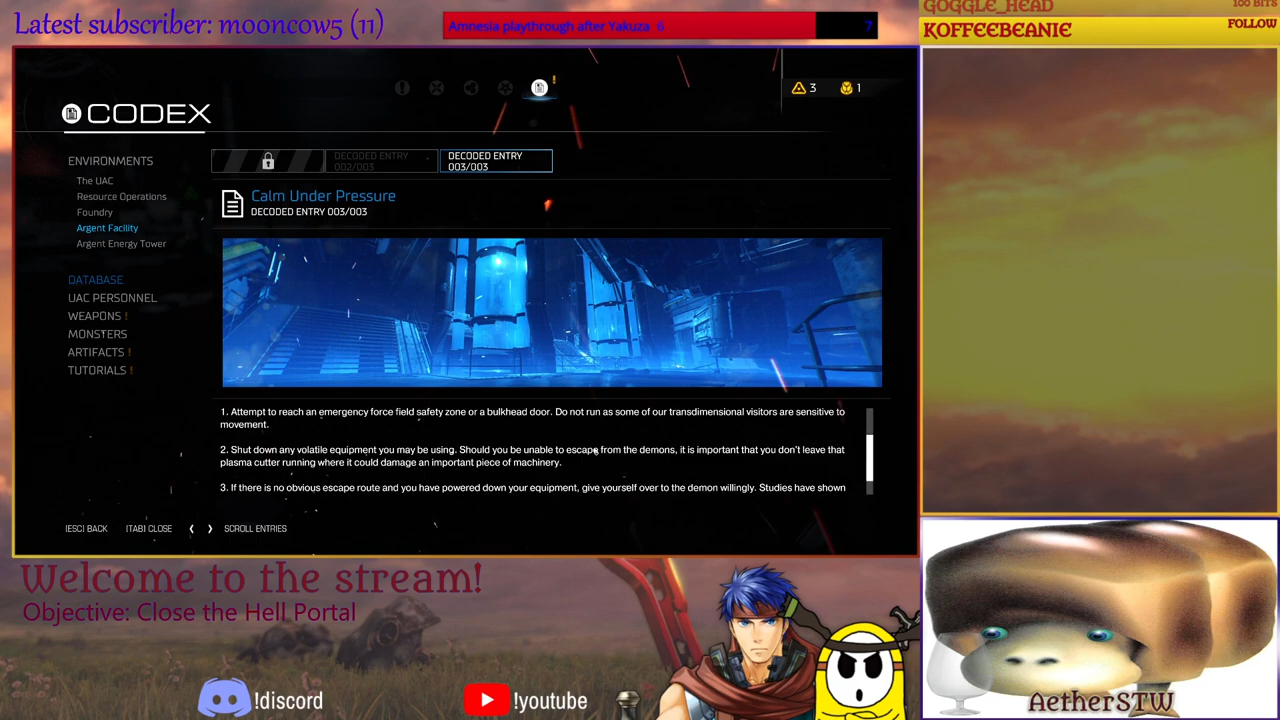 Latest subscriber: mooncow5 (11)
Amnesia playthrough after Yakuza 6
7
GOGGLE_HEAD
100 BITS
KOFFEEBEANIE
FOLLOW
!
3
1
CODEX
ENVIRONMENTS
The UAC
Resource Operations
Foundry
Argent Facility
Argent Energy Tower
DATABASE
UAC PERSONNEL
WEAPONS !
MONSTERS
ARTIFACTS !
TUTORIALS !
DECODED ENTRY
002/003
DECODED ENTRY
003/003
Calm Under Pressure
DECODED ENTRY 003/003
1. Attempt to reach an emergency force field safety zone or a bulkhead door. Do not run as some of our transdimensional visitors are sensitive to
movement.
2. Shut down any volatile equipment you may be using. Should you be unable to escape from the demons, it is important that you don't leave that
plasma cutter running where it could damage an important piece of machinery.
3. If there is no obvious escape route and you have powered down your equipment, give yourself over to the demon willingly. Studies have shown
[ESC] BACK
[TAB] CLOSE
SCROLL ENTRIES
Welcome to the stream!
Objective: Close the Hell Portal
!discord
!youtube
AetherSTW